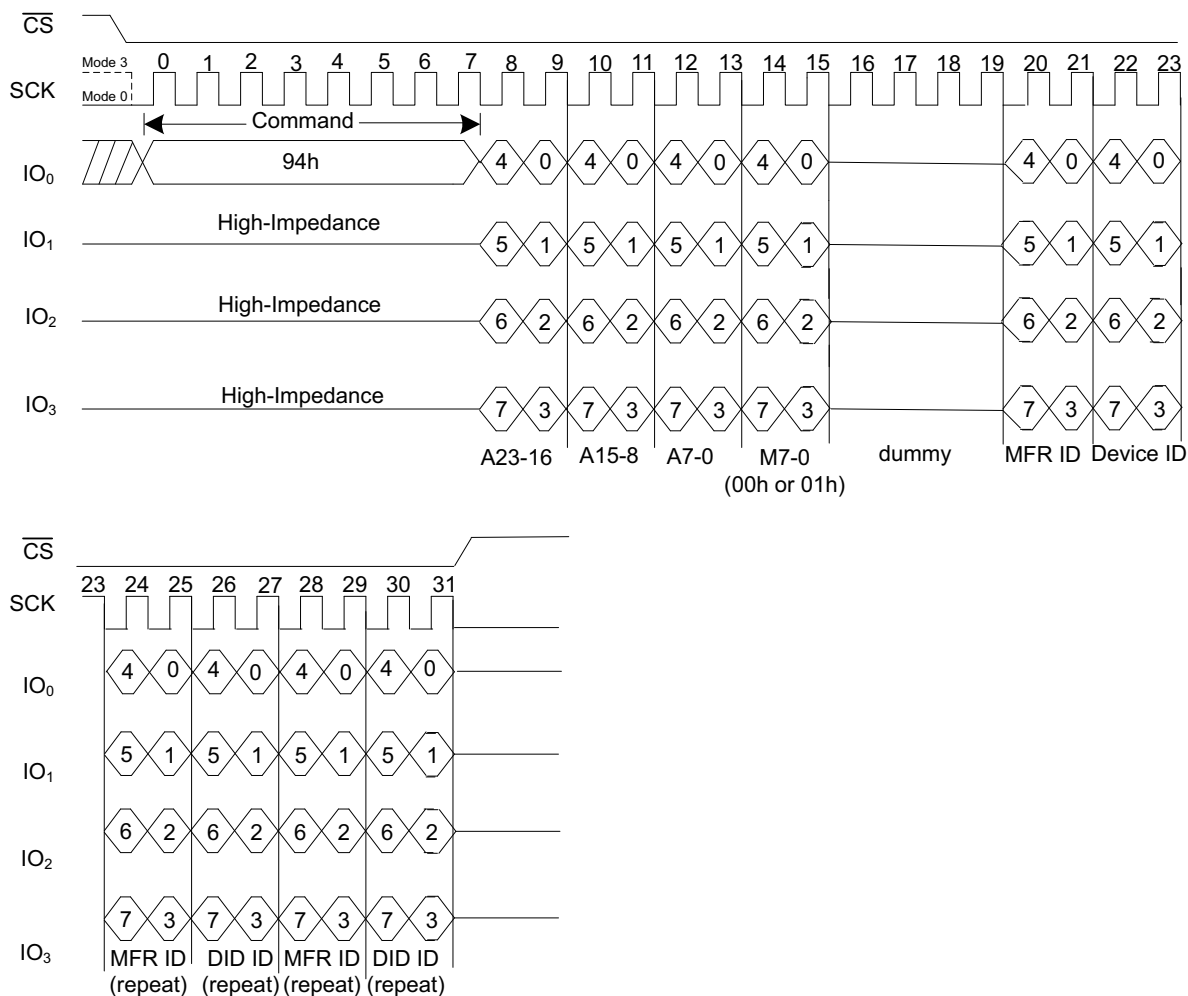 CS
Mode 3 0 1 2 3 4 5 6 7 8 9 10 11 12 13 14 15 16 17 18 19 20 21 22 23
SCK
Mode 0
Command
IO₀ 94h 4 0 4 0 4 0 4 0 4 0 4 0
High-Impedance
IO₁ 5 1 5 1 5 1 5 1 5 1 5 1
High-Impedance
IO₂ 6 2 6 2 6 2 6 2 6 2 6 2
High-Impedance
IO₃ 7 3 7 3 7 3 7 3 7 3 7 3
A23-16 A15-8 A7-0 M7-0 dummy MFR ID Device ID
(00h or 01h)
CS
23 24 25 26 27 28 29 30 31
SCK
4 0 4 0 4 0 4 0
IO₀
5 1 5 1 5 1 5 1
IO₁
6 2 6 2 6 2 6 2
IO₂
7 3 7 3 7 3 7 3
IO₃
MFR ID DID ID MFR ID DID ID
(repeat) (repeat) (repeat) (repeat)